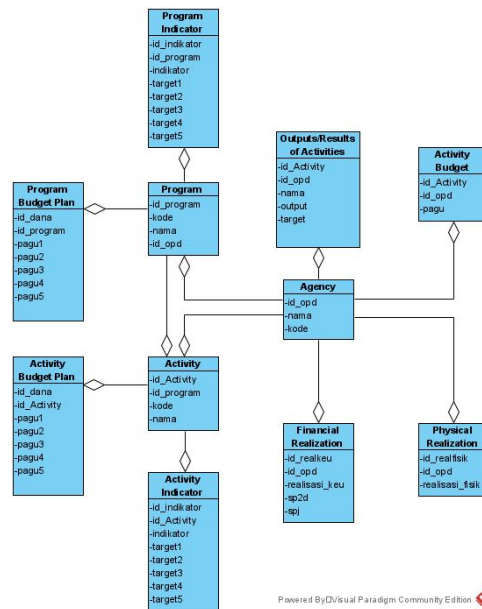 Program
Indicator
-id_indikator
-id_program
-indikator
-target1
-target2
-target3
-target4
-target5
Outputs/Results
of Activities
-id_Activity
-id_opd
-nama
-output
-target
Activity
Budget
-id_Activity
-id_opd
-pagu
Program
Budget Plan
-id_dana
-id_program
-pagu1
-pagu2
-pagu3
-pagu4
-pagu5
Program
-id_program
-kode
-nama
-id_opd
Agency
-id_opd
-nama
-kode
Activity
Budget Plan
-id_dana
-id_Activity
-pagu1
-pagu2
-pagu3
-pagu4
-pagu5
Activity
-id_Activity
-id_program
-kode
-nama
Financial
Realization
-id_realkeu
-id_opd
-realisasi_keu
-sp2d
-spj
Physical
Realization
-id_realfisik
-id_opd
-realisasi_fisik
Activity
Indicator
-id_indikator
-id_Activity
-indikator
-target1
-target2
-target3
-target4
-target5
Powered By Visual Paradigm Community Edition